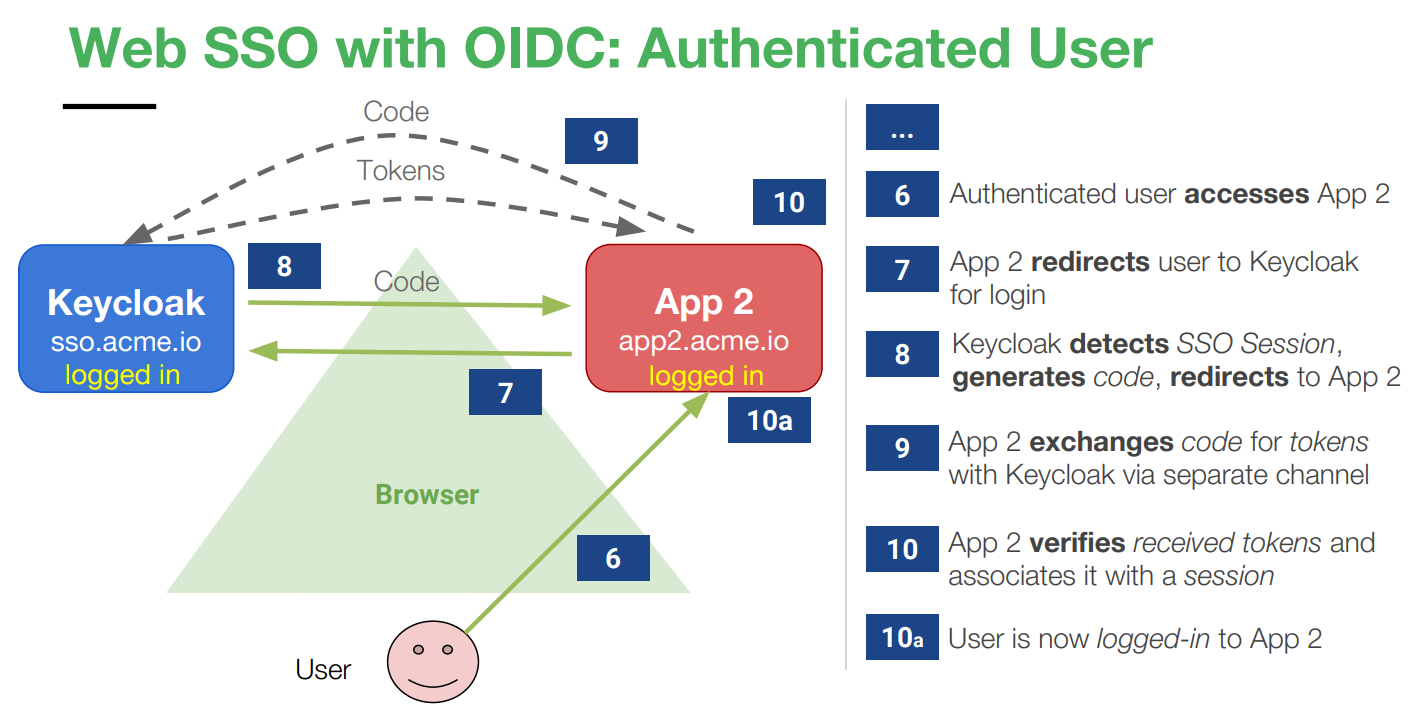 Web SSO with OIDC: Authenticated User
Code
9
Tokens
10
8
Code
Keycloak
sso.acme.io
logged in
App 2
app2.acme.io
logged in
7
10a
Browser
6
User
...
6 Authenticated user accesses App 2
7 App 2 redirects user to Keycloak
for login
8 Keycloak detects SSO Session,
generates code, redirects to App 2
9 App 2 exchanges code for tokens
with Keycloak via separate channel
10 App 2 verifies received tokens and
associates it with a session
10a User is now logged-in to App 2